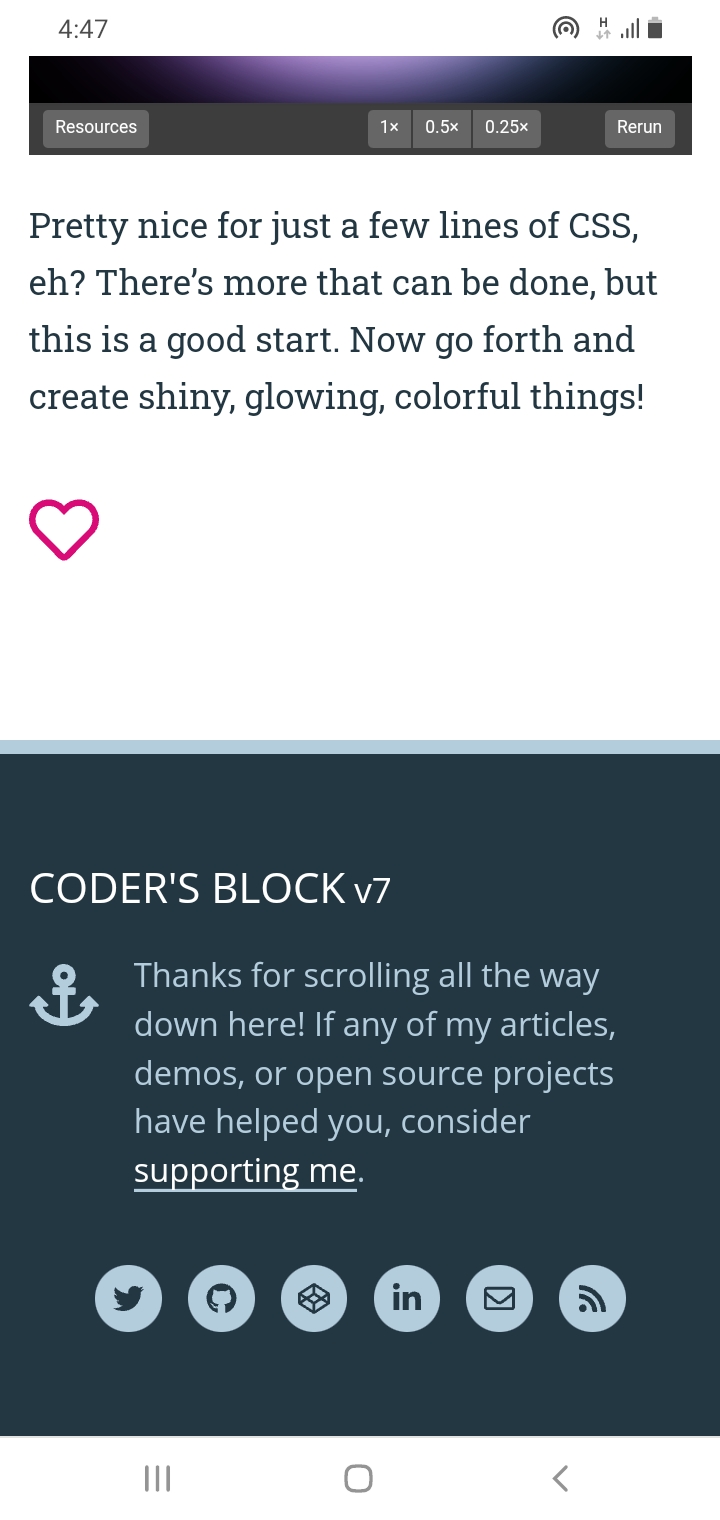 4:47
H
Resources
1×
0.5×
0.25×
Rerun
Pretty nice for just a few lines of CSS,
eh? There’s more that can be done, but
this is a good start. Now go forth and
create shiny, glowing, colorful things!
CODER'S BLOCK v7
Thanks for scrolling all the way
down here! If any of my articles,
demos, or open source projects
have helped you, consider
supporting me.
in